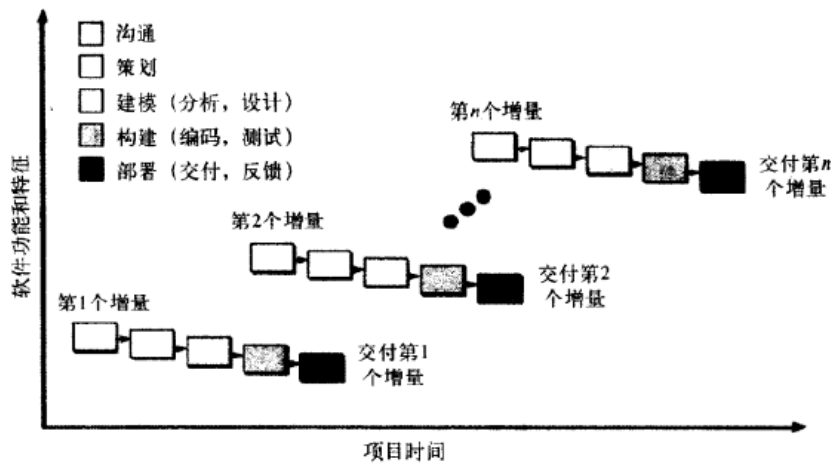 沟通
策划
建模（分析，设计）
构建（编码，测试）
部署（交付，反馈）
第n个增量
交付第n
个增量
第2个增量
交付第2
个增量
第1个增量
交付第1
个增量
软件功能和特征
项目时间